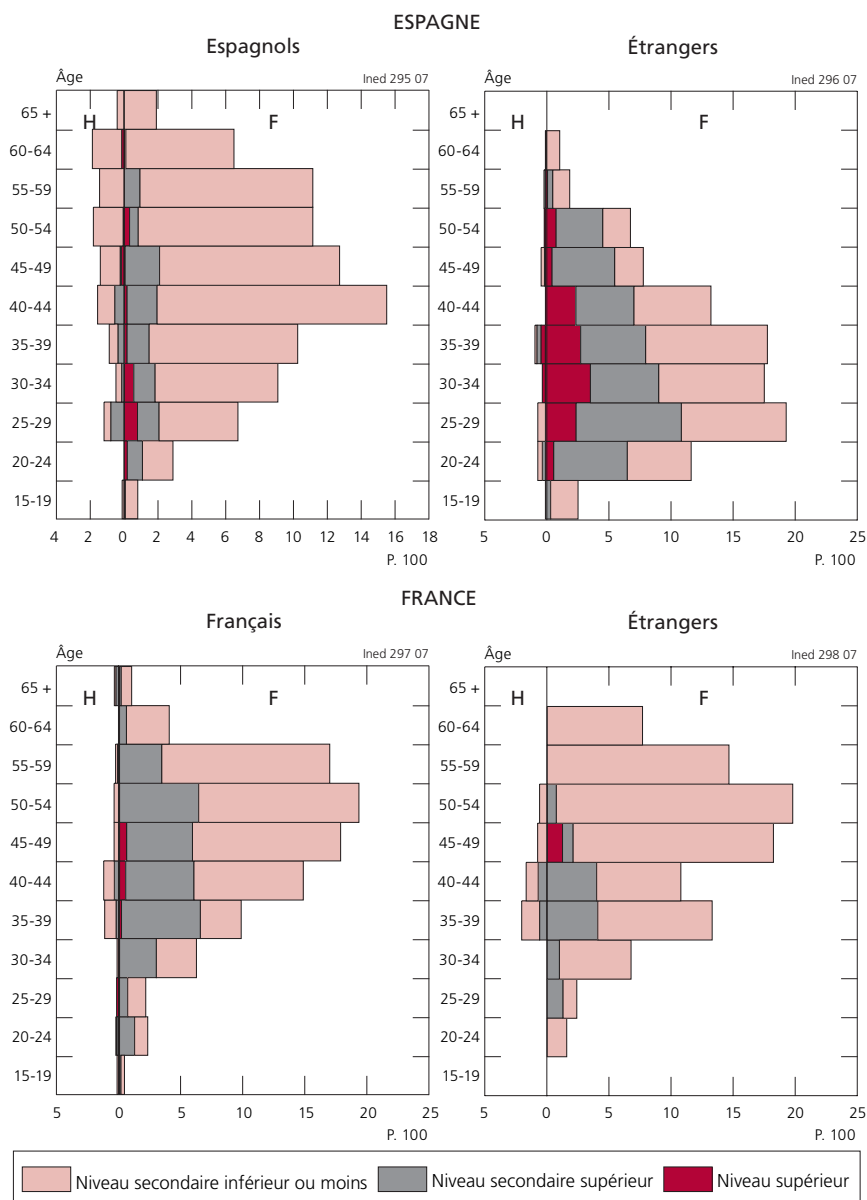 ESPAGNE
Espagnols
Étrangers
Âge
Ined 295 07
Âge
Ined 296 07
H
F
H
F
65 +
60-64
55-59
50-54
45-49
40-44
35-39
30-34
25-29
20-24
15-19
65 +
60-64
55-59
50-54
45-49
40-44
35-39
30-34
25-29
20-24
15-19
4 2 0 2 4 6 8 10 12 14 16 18
5 0 5 10 15 20 25
P. 100
P. 100
FRANCE
Français
Étrangers
Âge
Ined 297 07
Âge
Ined 298 07
H
F
H
F
65 +
60-64
55-59
50-54
45-49
40-44
35-39
30-34
25-29
20-24
15-19
65 +
60-64
55-59
50-54
45-49
40-44
35-39
30-34
25-29
20-24
15-19
5 0 5 10 15 20 25
5 0 5 10 15 20 25
P. 100
P. 100
Niveau secondaire inférieur ou moins
Niveau secondaire supérieur
Niveau supérieur